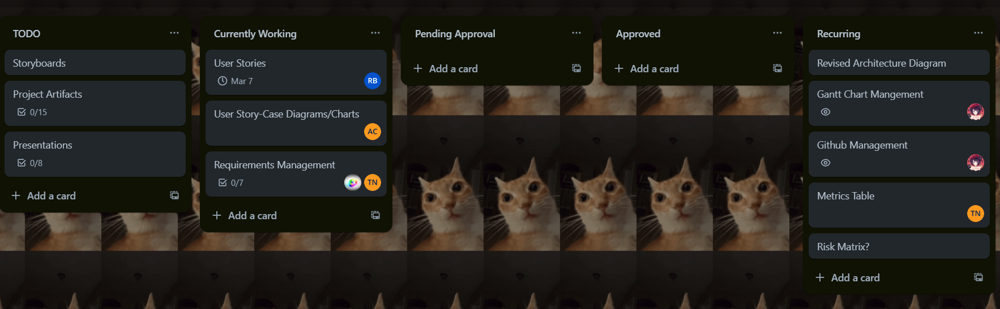 TODO
Storyboards
Project Artifacts
0/15
Presentations
0/8
Add a card
Currently Working
User Stories
Mar 7
RB
User Story-Case Diagrams/Charts
AC
Requirements Management
0/7
TN
Add a card
Pending Approval
Add a card
Approved
Add a card
Recurring
Revised Architecture Diagram
Gantt Chart Mangement
Github Management
Metrics Table
TN
Risk Matrix?
Add a card